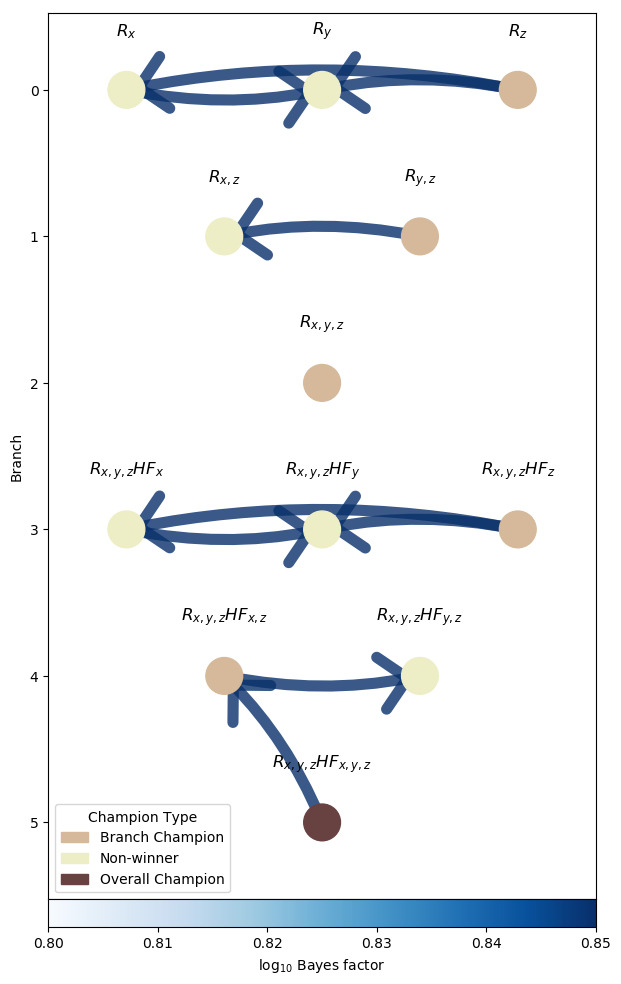 R_x R_y R_z
0
R_{x,z} R_{y,z}
1
R_{x,y,z}
2
Branch
R_{x,y,z}HF_x R_{x,y,z}HF_y R_{x,y,z}HF_z
3
R_{x,y,z}HF_{x,z} R_{x,y,z}HF_{y,z}
4
R_{x,y,z}HF_{x,y,z}
5
Champion Type
Branch Champion
Non-winner
Overall Champion
0.80 0.81 0.82 0.83 0.84 0.85
log_{10} Bayes factor